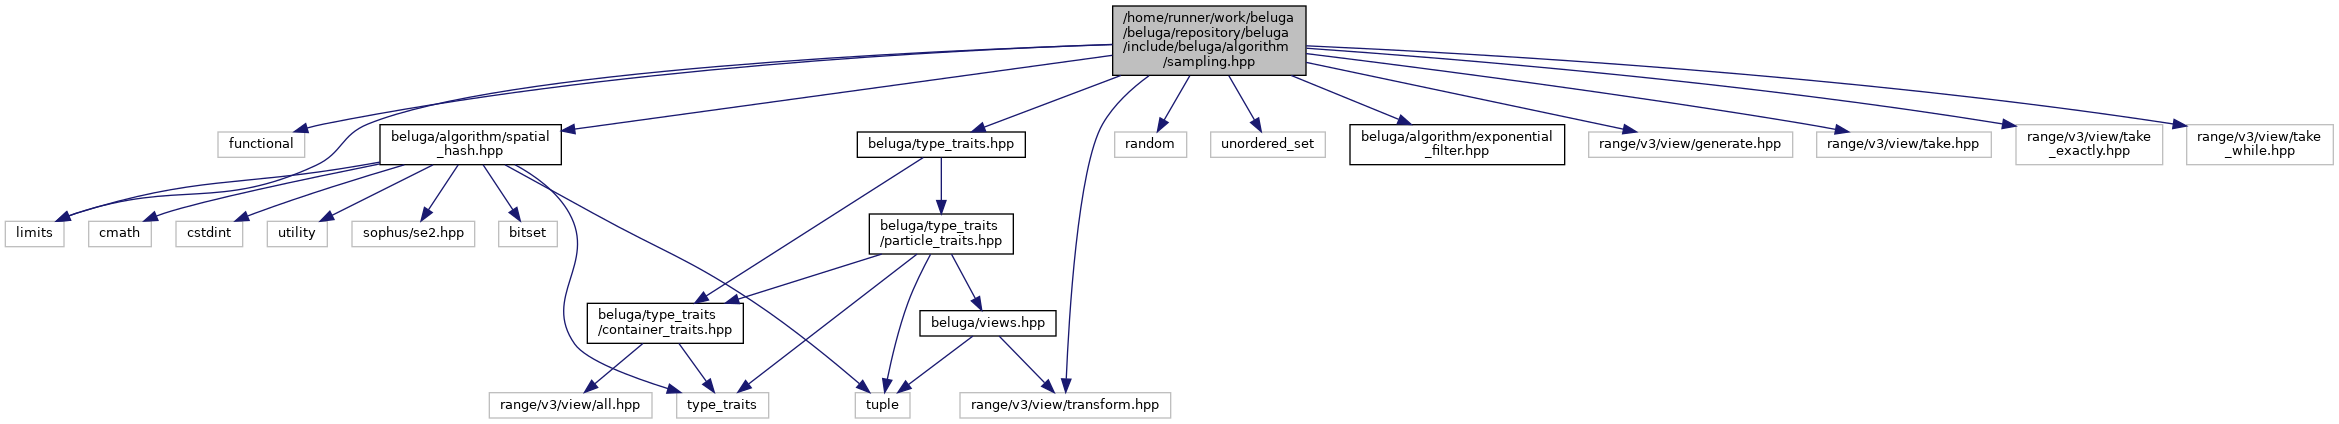 /home/runner/work/beluga
/beluga/repository/beluga
/include/beluga/algorithm
/sampling.hpp
functional
beluga/algorithm/spatial
_hash.hpp
beluga/type_traits.hpp
random
unordered_set
beluga/algorithm/exponential
_filter.hpp
range/v3/view/generate.hpp
range/v3/view/take.hpp
range/v3/view/take
_exactly.hpp
range/v3/view/take
_while.hpp
limits
cmath
cstdint
utility
sophus/se2.hpp
bitset
beluga/type_traits
/particle_traits.hpp
beluga/type_traits
/container_traits.hpp
beluga/views.hpp
range/v3/view/all.hpp
type_traits
tuple
range/v3/view/transform.hpp